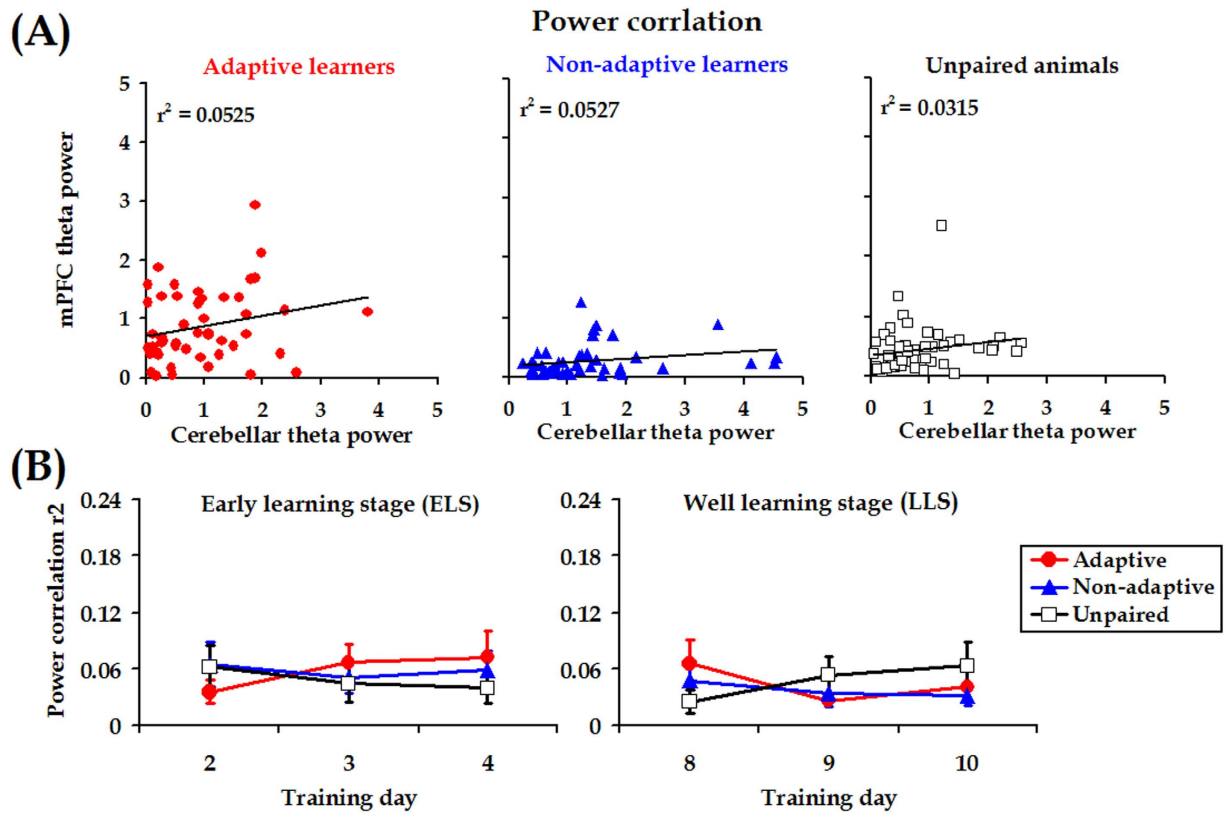 (A)
Power corrlation
Adaptive learners
Non-adaptive learners
Unpaired animals
r² = 0.0525
r² = 0.0527
r² = 0.0315
mPFC theta power
5
4
3
2
1
0
0 1 2 3 4 5
0 1 2 3 4 5
0 1 2 3 4 5
Cerebellar theta power
Cerebellar theta power
Cerebellar theta power
(B)
Power correlation r2
0.24
0.18
0.12
0.06
0
Early learning stage (ELS)
2 3 4
Training day
0.24
0.18
0.12
0.06
0
Well learning stage (LLS)
8 9 10
Training day
Adaptive
Non-adaptive
Unpaired